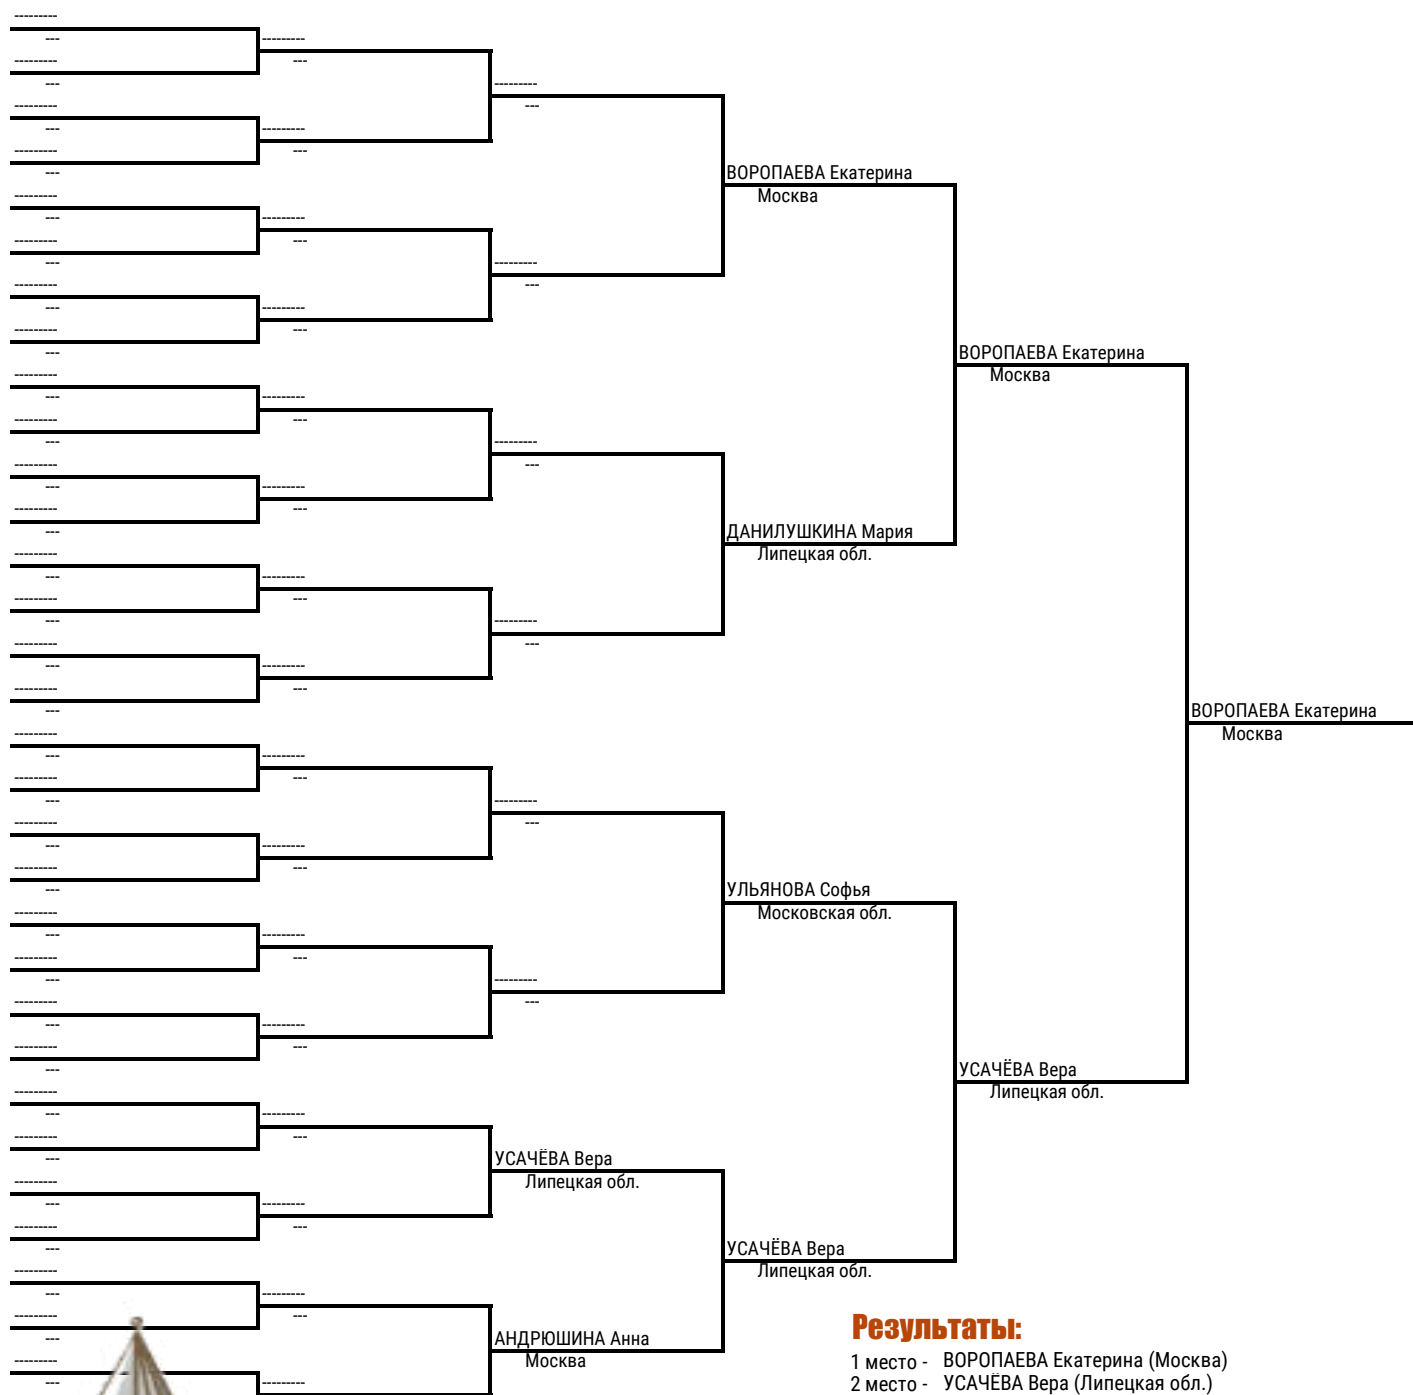 ВОРОПАЕВА Екатерина
Москва
ВОРОПАЕВА Екатерина
Москва
ДАНИЛУШКИНА Мария
Липецкая обл.
ВОРОПАЕВА Екатерина
Москва
УЛЬЯНОВА Софья
Московская обл.
УСАЧЁВА Вера
Липецкая обл.
УСАЧЁВА Вера
Липецкая обл.
УСАЧЁВА Вера
Липецкая обл.
АНДРЮШИНА Анна
Москва
Результаты:
1 место - ВОРОПАЕВА Екатерина (Москва)
2 место - УСАЧЁВА Вера (Липецкая обл.)